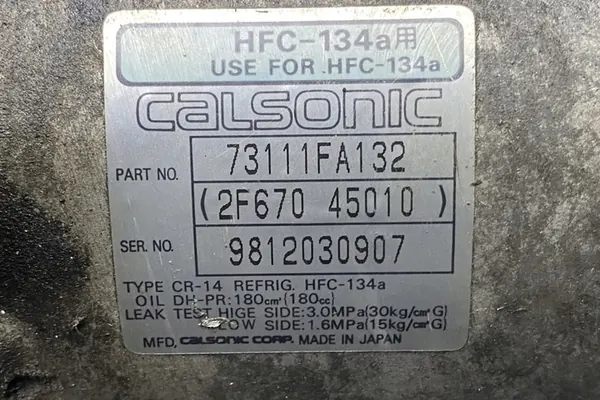 HFC-134a用
USE FOR .HFC-134a
calsonic
PART NO. 73111FA132
(2F670 45010 )
SER. NO. 9812030907
TYPE CR-14 REFRIG. HFC-134a
OIL DH-PR:180cm³(180cc)
LEAK TEST HIGE SIDE:3.0MPa(30kg/cm²G)
LOW SIDE:1.6MPa(15kg/cm²G)
MFD. CALSONIC CORP. MADE IN JAPAN